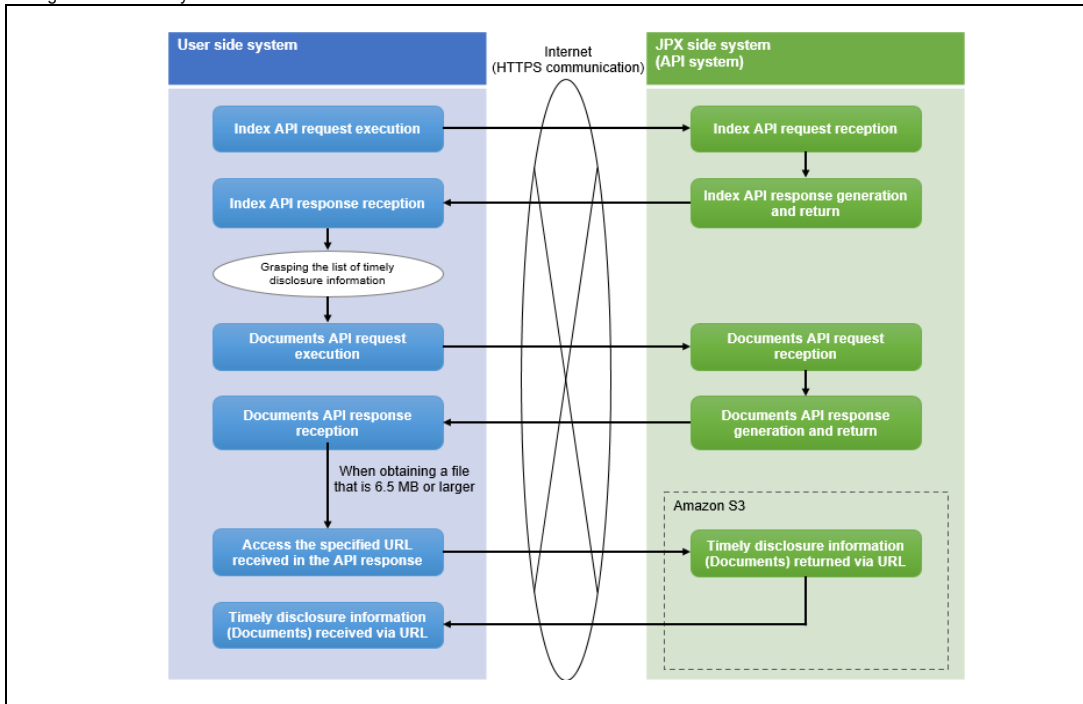 User side system
Internet
(HTTPS communication)
JPX side system
(API system)
Index API request execution
Index API request reception
Index API response reception
Index API response generation
and return
Grasping the list of timely
disclosure information
Documents API request
execution
Documents API request
reception
Documents API response
reception
Documents API response
generation and return
When obtaining a file
that is 6.5 MB or larger
Amazon S3
Access the specified URL
received in the API response
Timely disclosure information
(Documents) returned via URL
Timely disclosure information
(Documents) received via URL